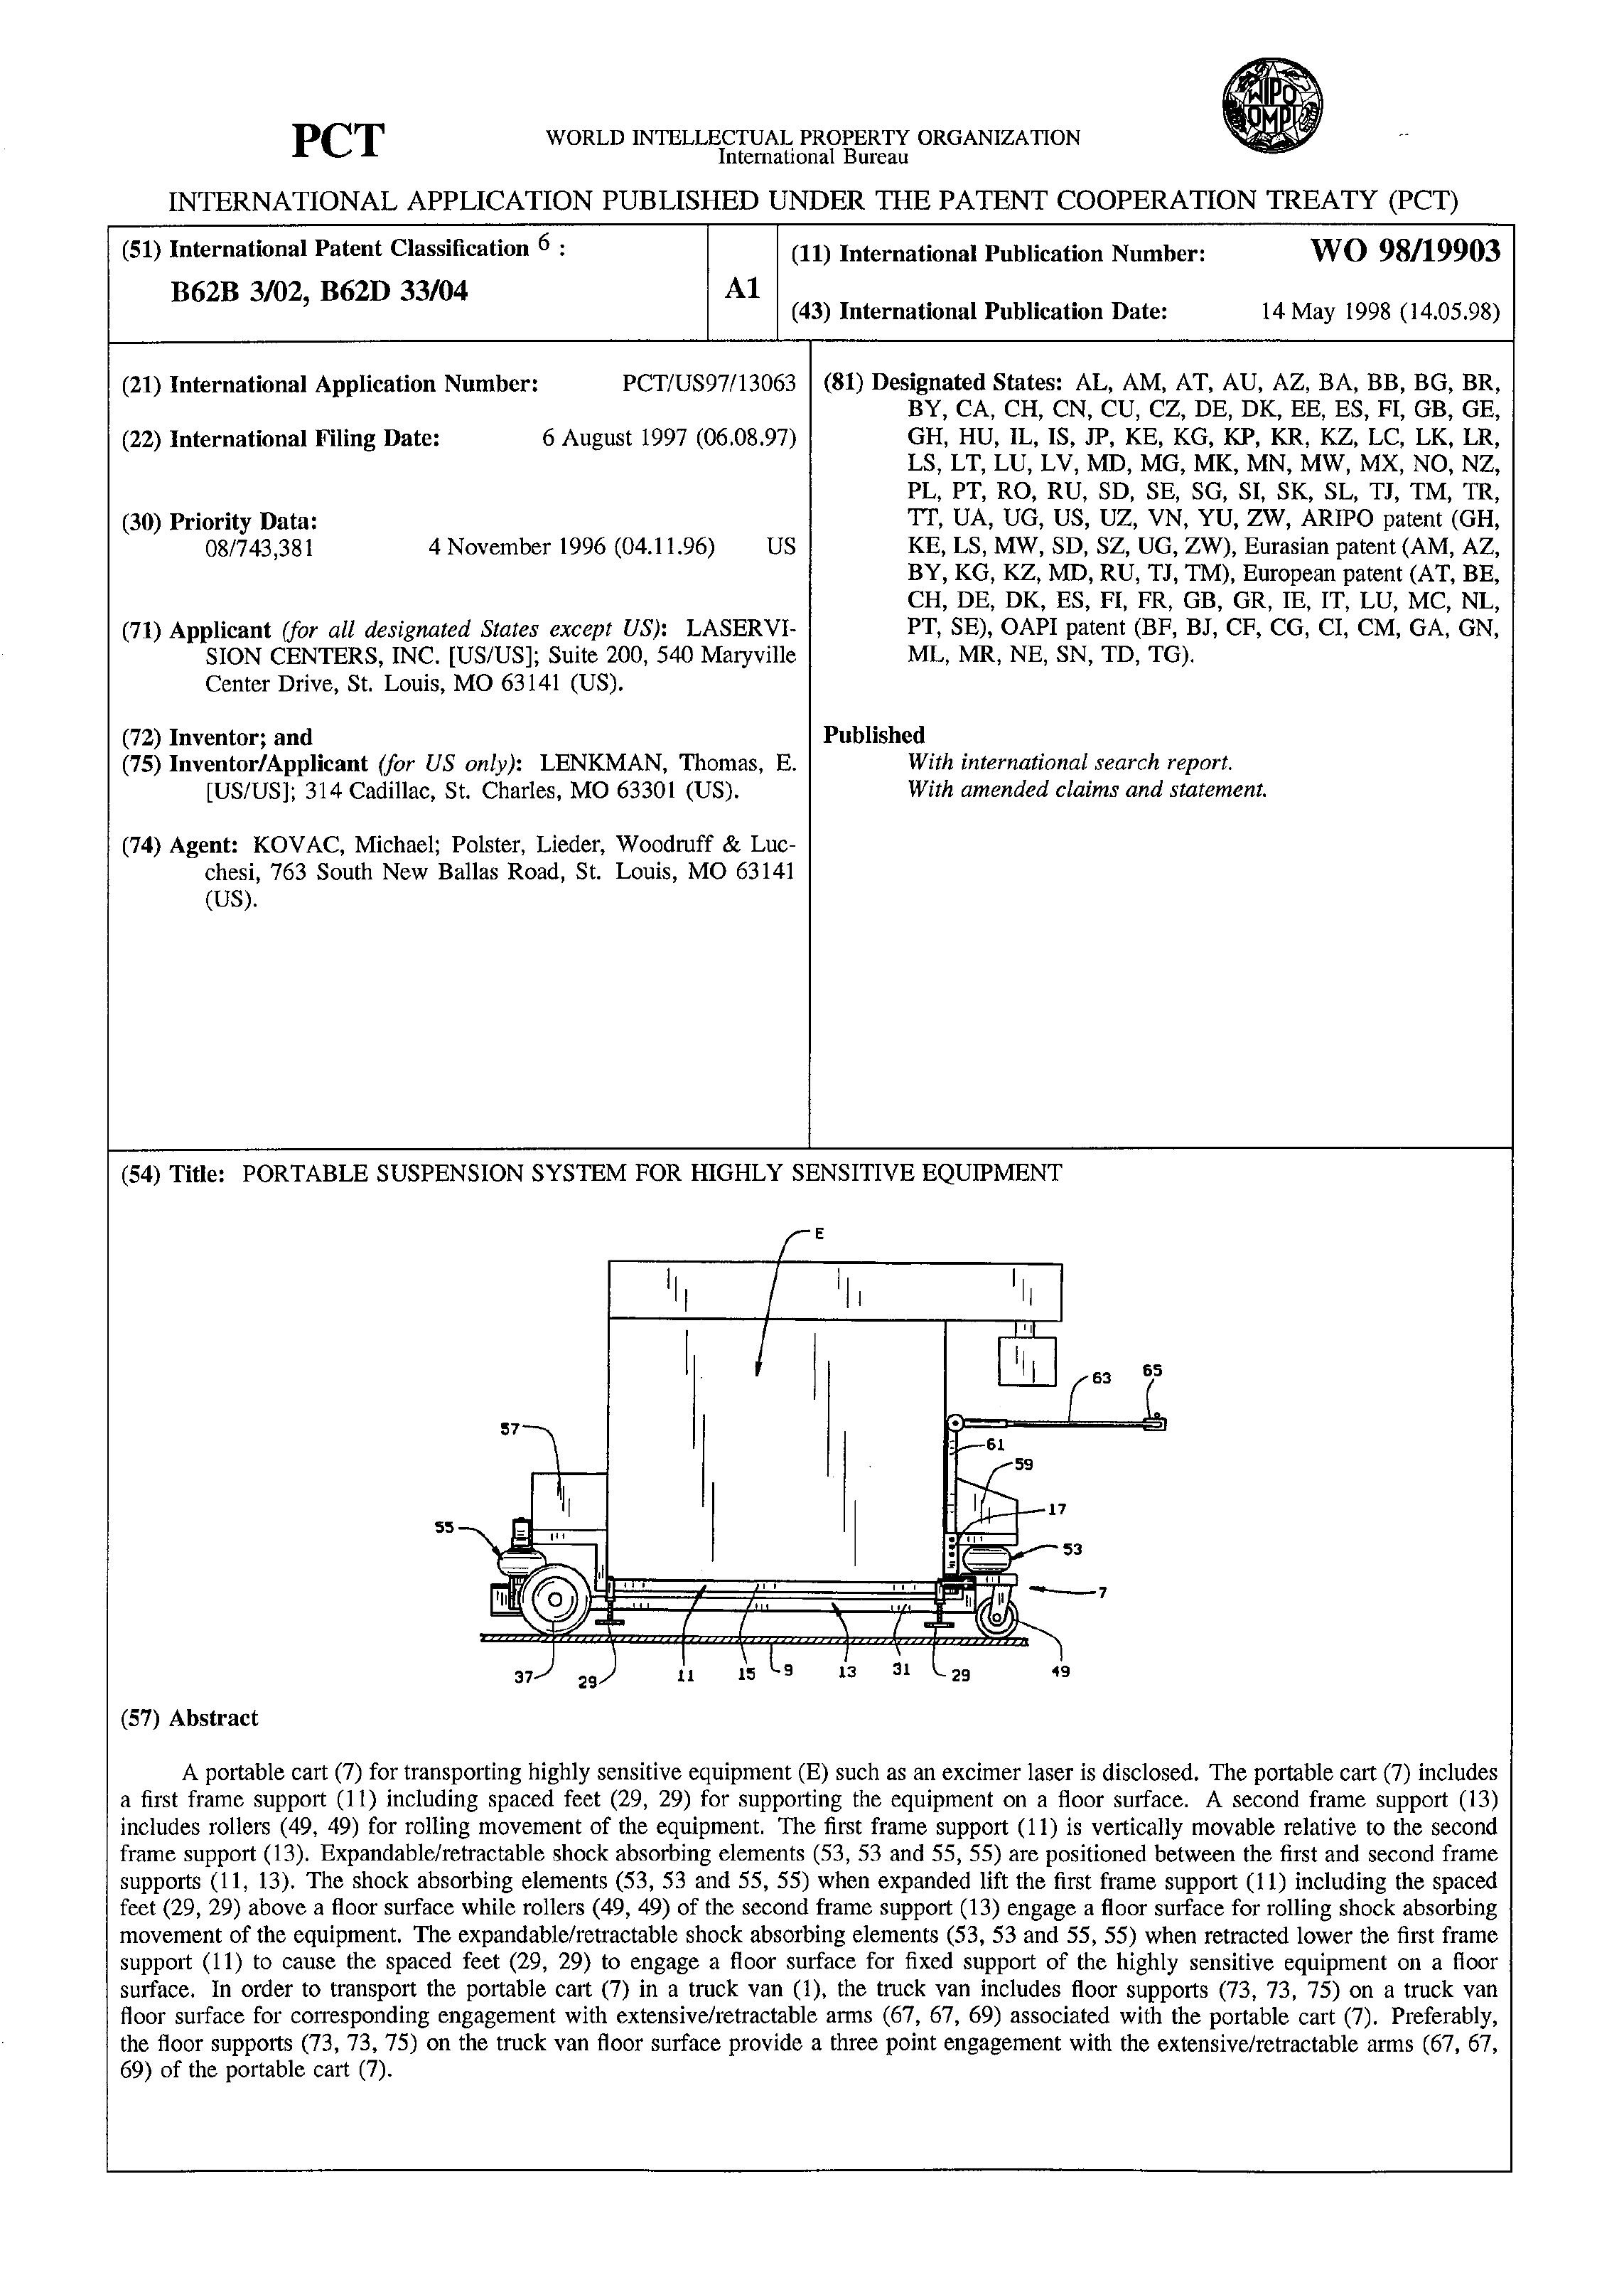 WIPO
OMPI
PCT
WORLD INTELLECTUAL PROPERTY ORGANIZATION
International Bureau
INTERNATIONAL APPLICATION PUBLISHED UNDER THE PATENT COOPERATION TREATY (PCT)
(51) International Patent Classification 6 :
B62B 3/02, B62D 33/04
A1
(11) International Publication Number: WO 98/19903
(43) International Publication Date: 14 May 1998 (14.05.98)
(21) International Application Number: PCT/US97/13063
(22) International Filing Date: 6 August 1997 (06.08.97)
(30) Priority Data:
08/743,381 4 November 1996 (04.11.96) US
(71) Applicant (for all designated States except US): LASERVI-
SION CENTERS, INC. [US/US]; Suite 200, 540 Maryville
Center Drive, St. Louis, MO 63141 (US).
(72) Inventor; and
(75) Inventor/Applicant (for US only): LENKMAN, Thomas, E.
[US/US]; 314 Cadillac, St. Charles, MO 63301 (US).
(74) Agent: KOVAC, Michael; Polster, Lieder, Woodruff & Luc-
chesi, 763 South New Ballas Road, St. Louis, MO 63141
(US).
(81) Designated States: AL, AM, AT, AU, AZ, BA, BB, BG, BR,
BY, CA, CH, CN, CU, CZ, DE, DK, EE, ES, FI, GB, GE,
GH, HU, IL, IS, JP, KE, KG, KP, KR, KZ, LC, LK, LR,
LS, LT, LU, LV, MD, MG, MK, MN, MW, MX, NO, NZ,
PL, PT, RO, RU, SD, SE, SG, SI, SK, SL, TJ, TM, TR,
TT, UA, UG, US, UZ, VN, YU, ZW, ARIPO patent (GH,
KE, LS, MW, SD, SZ, UG, ZW), Eurasian patent (AM, AZ,
BY, KG, KZ, MD, RU, TJ, TM), European patent (AT, BE,
CH, DE, DK, ES, FI, FR, GB, GR, IE, IT, LU, MC, NL,
PT, SE), OAPI patent (BF, BJ, CF, CG, CI, CM, GA, GN,
ML, MR, NE, SN, TD, TG).
Published
With international search report.
With amended claims and statement.
(54) Title: PORTABLE SUSPENSION SYSTEM FOR HIGHLY SENSITIVE EQUIPMENT
E
63
65
57
61
59
17
55
53
7
37
29
11
15
9
13
31
29
49
(57) Abstract
A portable cart (7) for transporting highly sensitive equipment (E) such as an excimer laser is disclosed. The portable cart (7) includes
a first frame support (11) including spaced feet (29, 29) for supporting the equipment on a floor surface. A second frame support (13)
includes rollers (49, 49) for rolling movement of the equipment. The first frame support (11) is vertically movable relative to the second
frame support (13). Expandable/retractable shock absorbing elements (53, 53 and 55, 55) are positioned between the first and second frame
supports (11, 13). The shock absorbing elements (53, 53 and 55, 55) when expanded lift the first frame support (11) including the spaced
feet (29, 29) above a floor surface while rollers (49, 49) of the second frame support (13) engage a floor surface for rolling shock absorbing
movement of the equipment. The expandable/retractable shock absorbing elements (53, 53 and 55, 55) when retracted lower the first frame
support (11) to cause the spaced feet (29, 29) to engage a floor surface for fixed support of the highly sensitive equipment on a floor
surface. In order to transport the portable cart (7) in a truck van (1), the truck van includes floor supports (73, 73, 75) on a truck van
floor surface for corresponding engagement with extensive/retractable arms (67, 67, 69) associated with the portable cart (7). Preferably,
the floor supports (73, 73, 75) on the truck van floor surface provide a three point engagement with the extensive/retractable arms (67, 67,
69) of the portable cart (7).